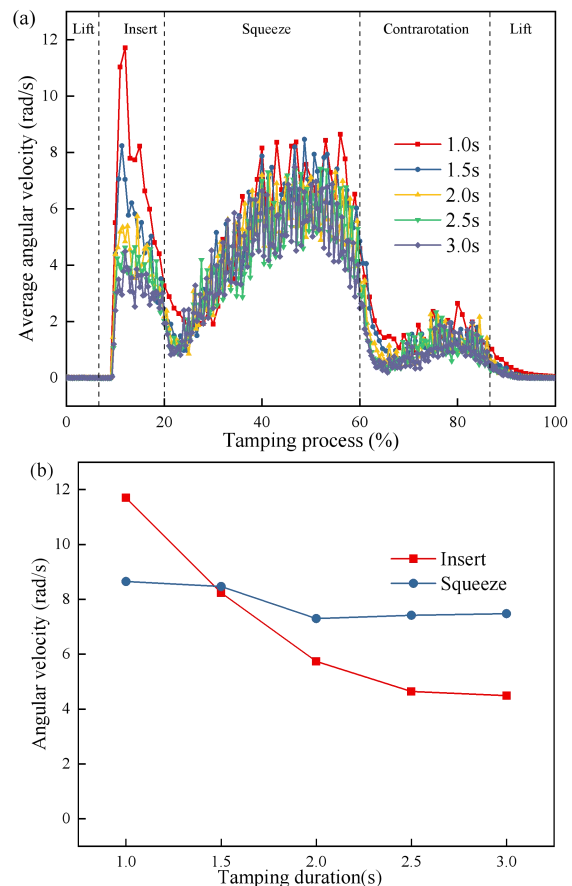 (a)
Lift Insert Squeeze Contrarotation Lift
12
10
8
6
4
2
0
Average angular velocity (rad/s)
1.0s
1.5s
2.0s
2.5s
3.0s
0 20 40 60 80 100
Tamping process (%)
(b)
12
10
8
6
4
2
0
Angular velocity (rad/s)
Insert
Squeeze
1.0 1.5 2.0 2.5 3.0
Tamping duration(s)